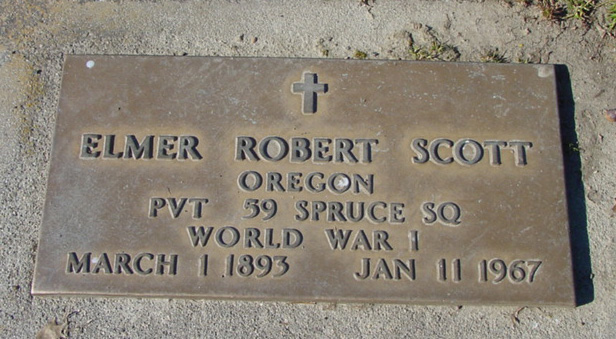 ELMER ROBERT SCOTT
OREGON
PVT 59 SPRUCE SQ
WORLD WAR I
MARCH 1 1893 JAN 11 1967